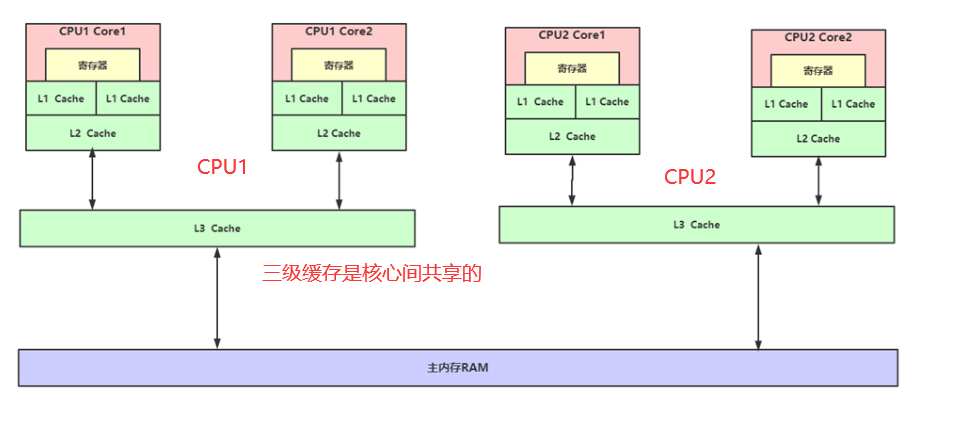 CPU1 Core1
寄存器
L1 Cache
L1 Cache
L2 Cache
CPU1 Core2
寄存器
L1 Cache
L1 Cache
L2 Cache
CPU2 Core1
寄存器
L1 Cache
L1 Cache
L2 Cache
CPU2 Core2
寄存器
L1 Cache
L1 Cache
L2 Cache
CPU1
CPU2
L3 Cache
L3 Cache
三级缓存是核心间共享的
主内存RAM